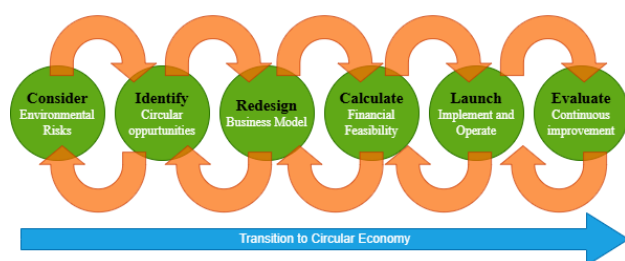 Consider
Environmental
Risks
Identify
Circular
oppurtunities
Redesign
Business Model
Calculate
Financial
Feasibility
Launch
Implement and
Operate
Evaluate
Continuous
improvement
Transition to Circular Economy